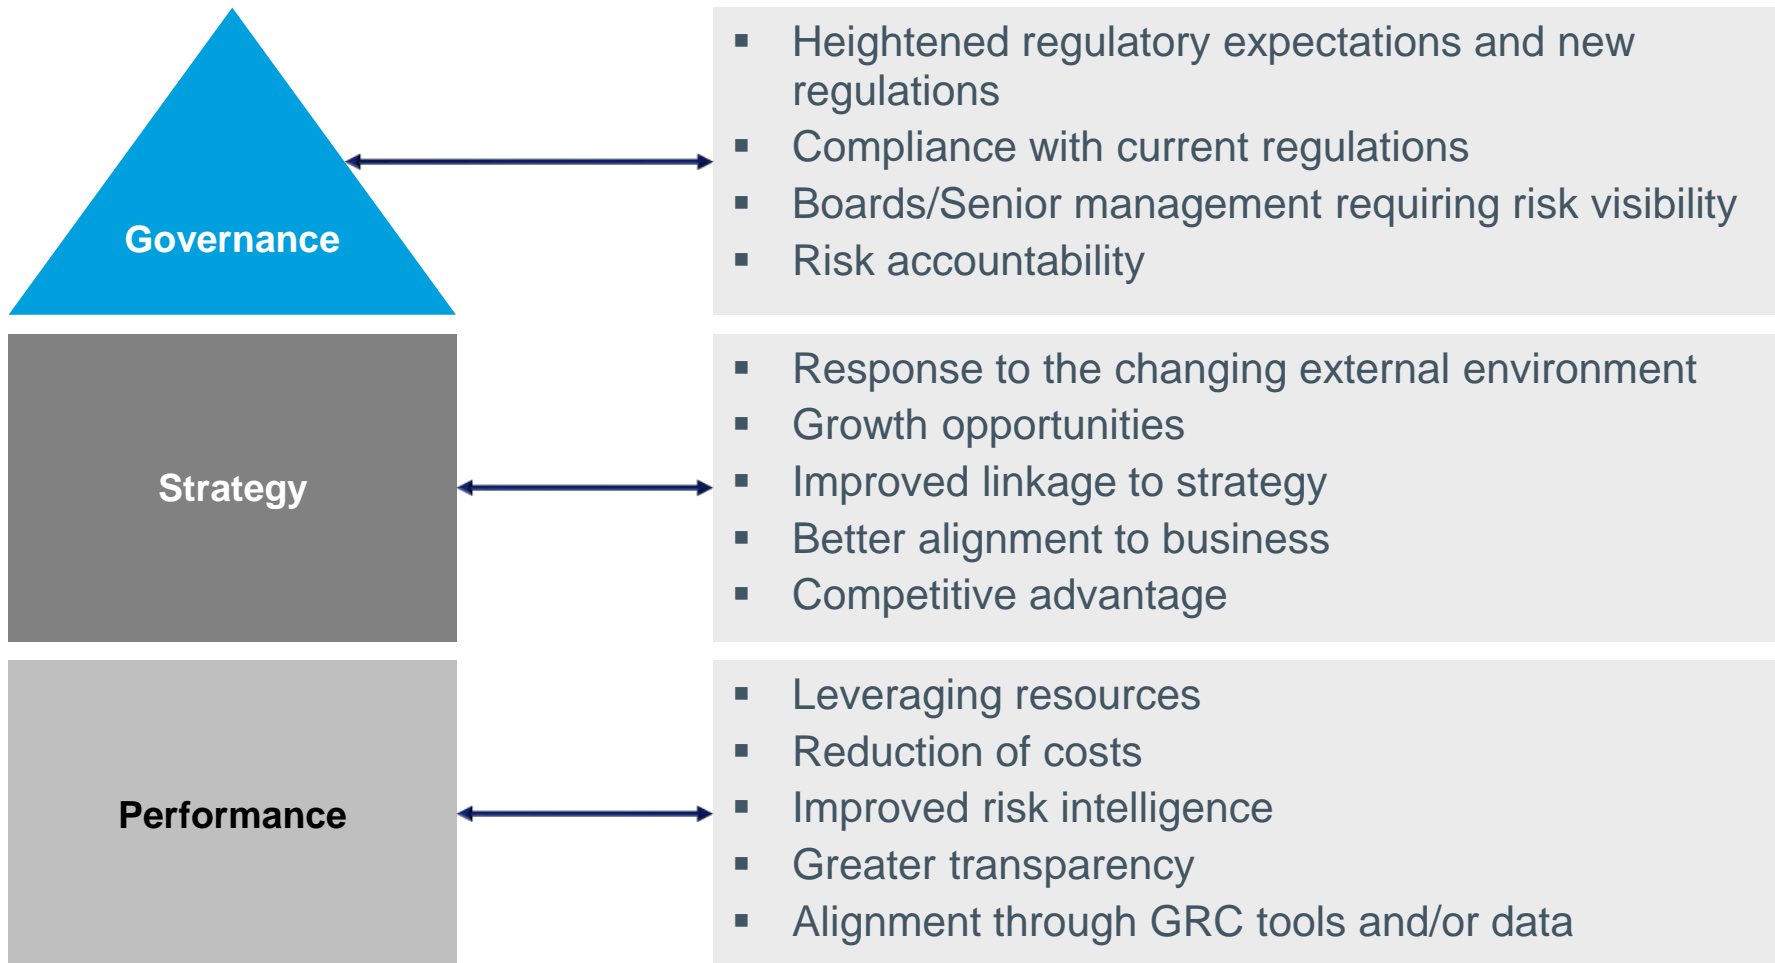 Governance
▪ Heightened regulatory expectations and new
regulations
▪ Compliance with current regulations
▪ Boards/Senior management requiring risk visibility
▪ Risk accountability
Strategy
▪ Response to the changing external environment
▪ Growth opportunities
▪ Improved linkage to strategy
▪ Better alignment to business
▪ Competitive advantage
Performance
▪ Leveraging resources
▪ Reduction of costs
▪ Improved risk intelligence
▪ Greater transparency
▪ Alignment through GRC tools and/or data